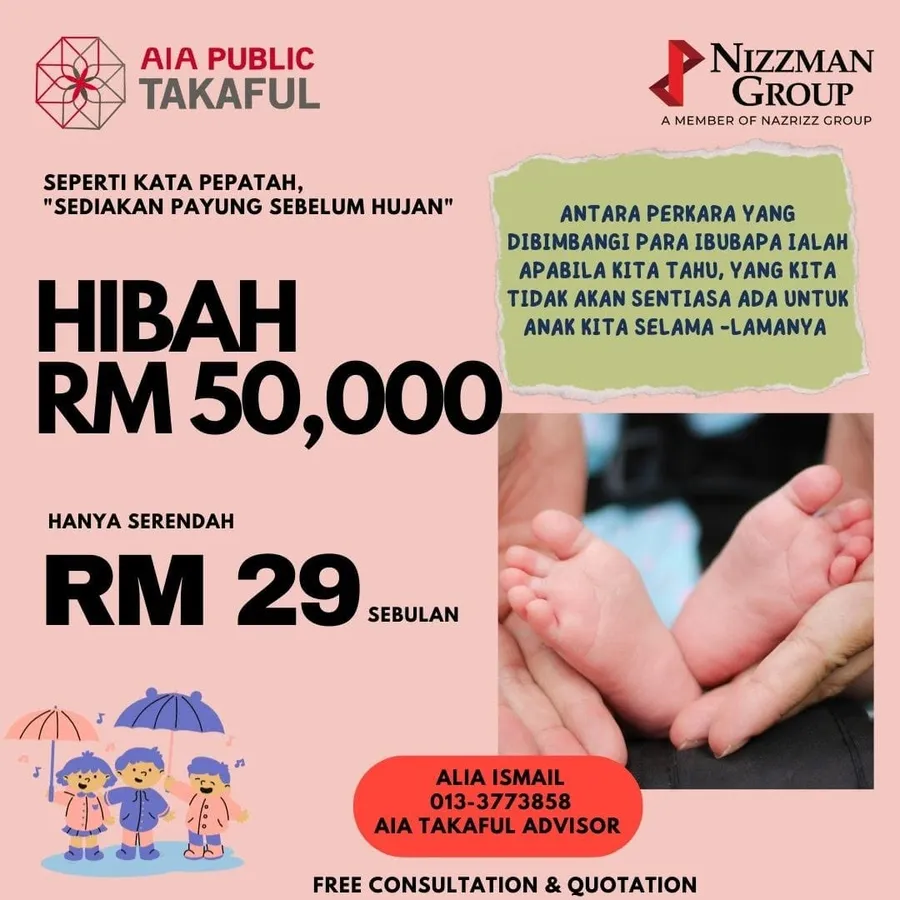 AIA PUBLIC
TAKAFUL
NIZZMAN
GROUP
A MEMBER OF NAZRIZZ GROUP
SEPERTI KATA PEPATAH,
"SEDIAKAN PAYUNG SEBELUM HUJAN"
ANTARA PERKARA YANG
DIBIMBANGI PARA IBUBAPA IALAH
APABILA KITA TAHU, YANG KITA
TIDAK AKAN SENTIASA ADA UNTUK
ANAK KITA SELAMA -LAMANYA
HIBAH
RM 50,000
HANYA SERENDAH
RM 29 SEBULAN
ALIA ISMAIL
013-3773858
AIA TAKAFUL ADVISOR
FREE CONSULTATION & QUOTATION